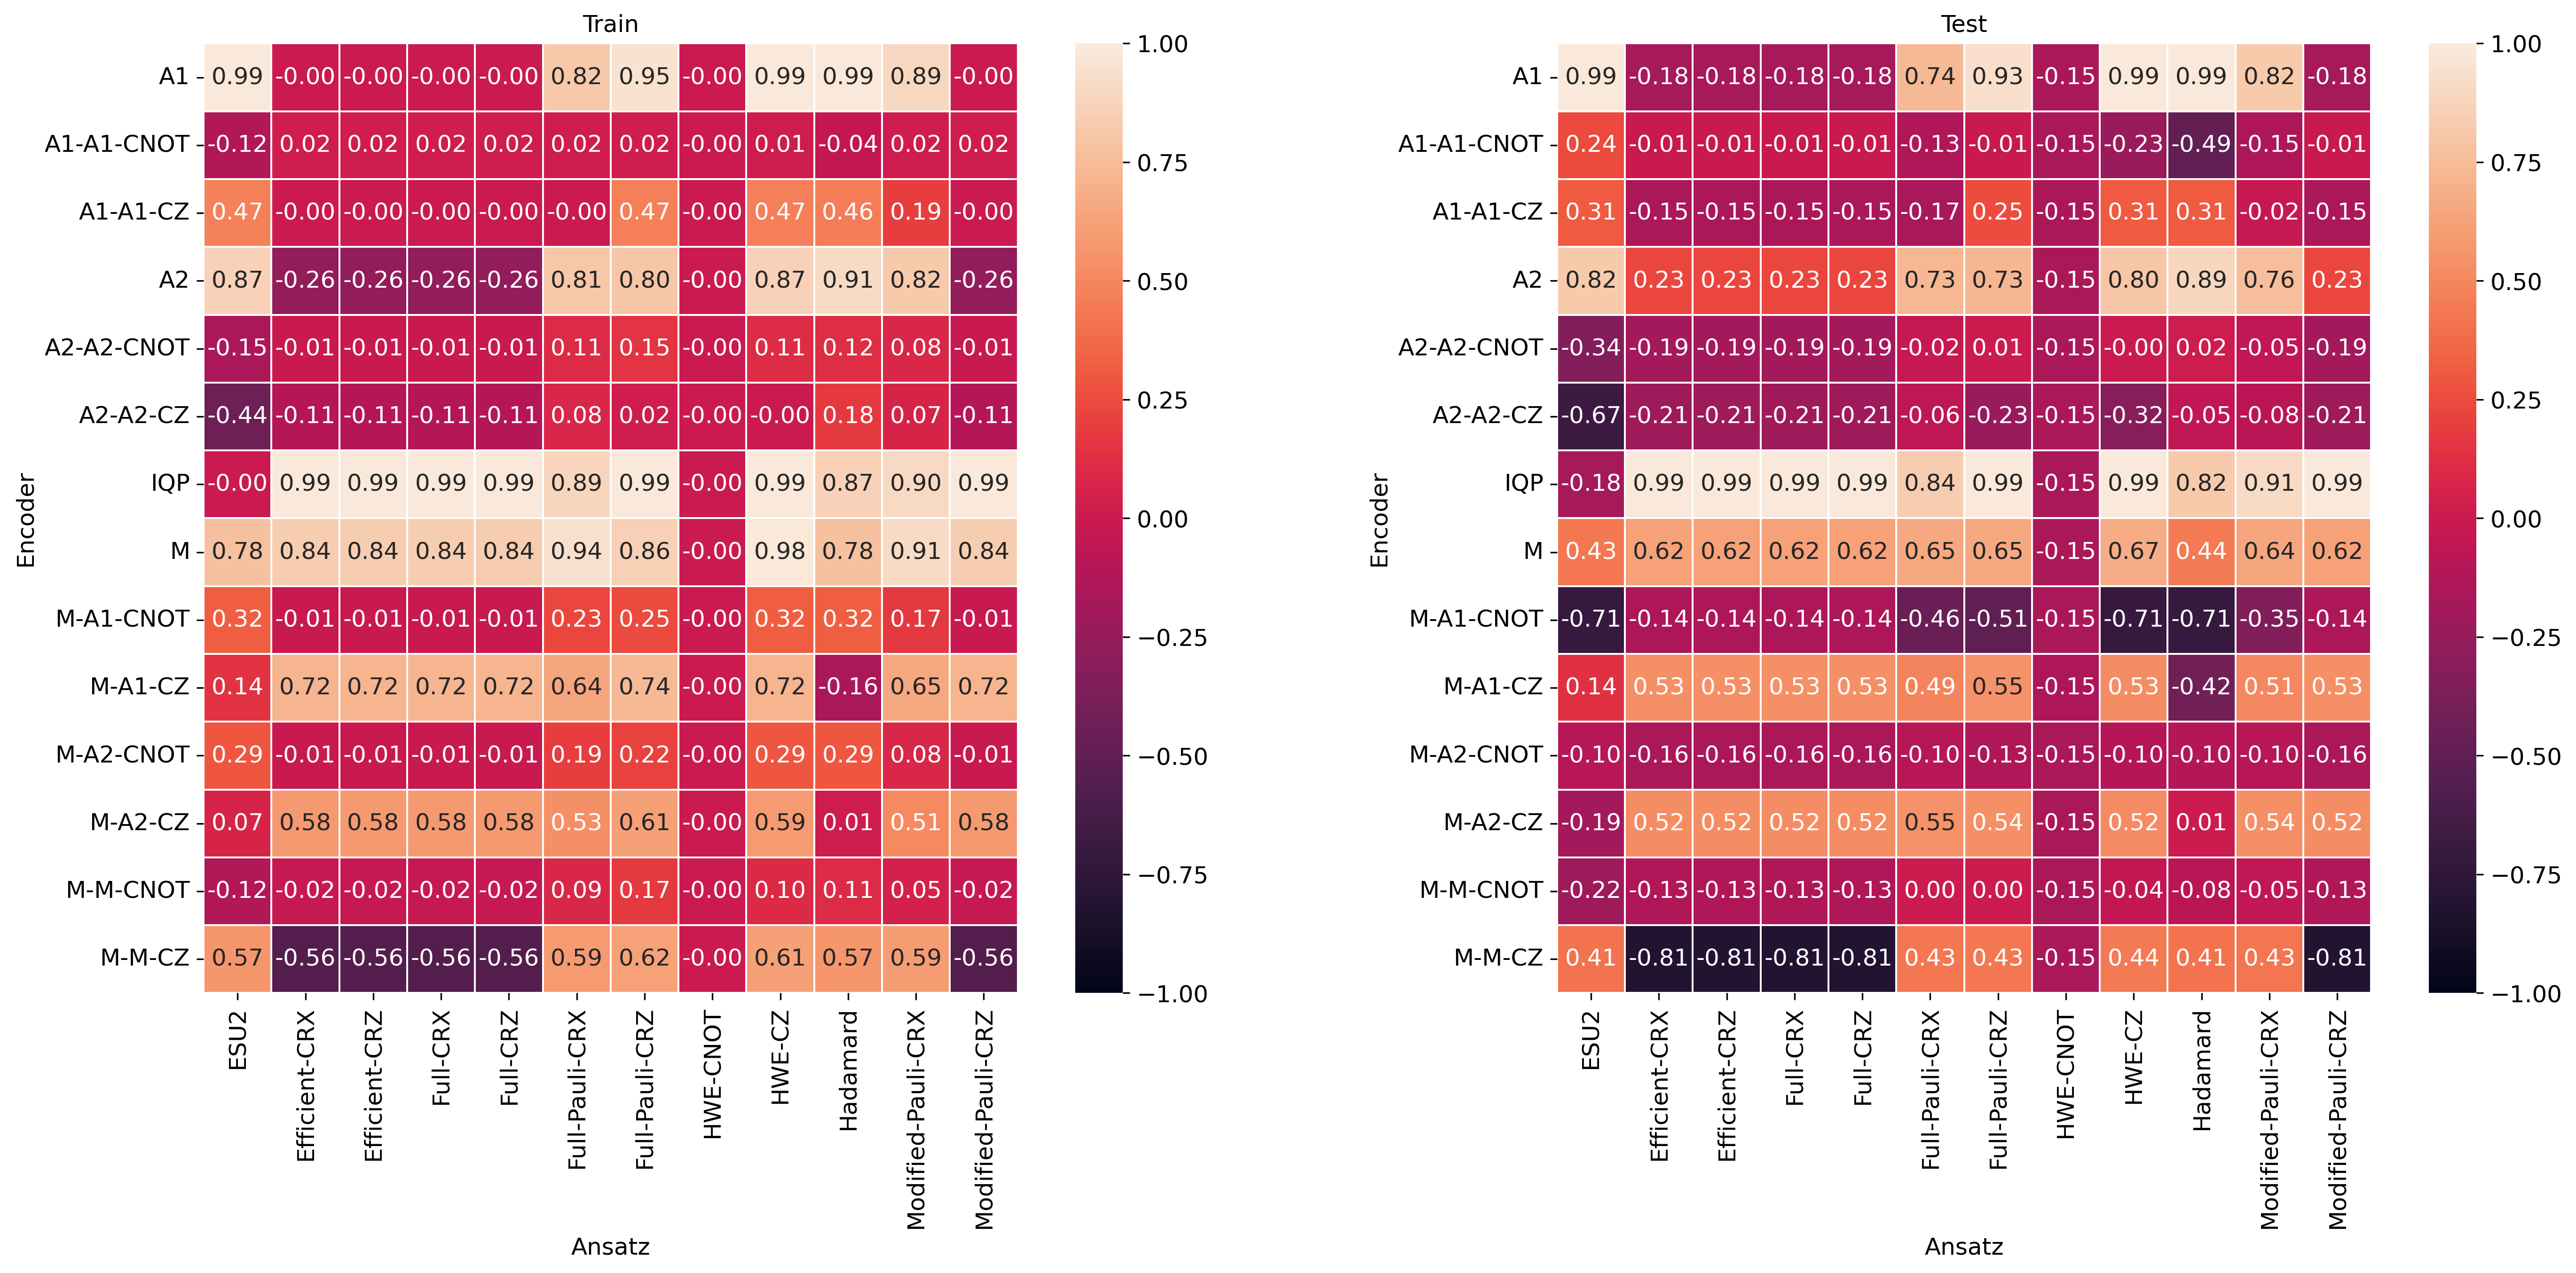 Train
A1 0.99 -0.00 -0.00 -0.00 -0.00 0.82 0.95 -0.00 0.99 0.99 0.89 -0.00
A1-A1-CNOT -0.12 0.02 0.02 0.02 0.02 0.02 0.02 -0.00 0.01 -0.04 0.02 0.02
A1-A1-CZ 0.47 -0.00 -0.00 -0.00 -0.00 -0.00 0.47 -0.00 0.47 0.46 0.19 -0.00
A2 0.87 -0.26 -0.26 -0.26 -0.26 0.81 0.80 -0.00 0.87 0.91 0.82 -0.26
A2-A2-CNOT -0.15 -0.01 -0.01 -0.01 -0.01 0.11 0.15 -0.00 0.11 0.12 0.08 -0.01
A2-A2-CZ -0.44 -0.11 -0.11 -0.11 -0.11 0.08 0.02 -0.00 -0.00 0.18 0.07 -0.11
IQP -0.00 0.99 0.99 0.99 0.99 0.89 0.99 -0.00 0.99 0.87 0.90 0.99
M 0.78 0.84 0.84 0.84 0.84 0.94 0.86 -0.00 0.98 0.78 0.91 0.84
M-A1-CNOT 0.32 -0.01 -0.01 -0.01 -0.01 0.23 0.25 -0.00 0.32 0.32 0.17 -0.01
M-A1-CZ 0.14 0.72 0.72 0.72 0.72 0.64 0.74 -0.00 0.72 -0.16 0.65 0.72
M-A2-CNOT 0.29 -0.01 -0.01 -0.01 -0.01 0.19 0.22 -0.00 0.29 0.29 0.08 -0.01
M-A2-CZ 0.07 0.58 0.58 0.58 0.58 0.53 0.61 -0.00 0.59 0.01 0.51 0.58
M-M-CNOT -0.12 -0.02 -0.02 -0.02 -0.02 0.09 0.17 -0.00 0.10 0.11 0.05 -0.02
M-M-CZ 0.57 -0.56 -0.56 -0.56 -0.56 0.59 0.62 -0.00 0.61 0.57 0.59 -0.56
Encoder
ESU2
Efficient-CRX
Efficient-CRZ
Full-CRX
Full-CRZ
Full-Pauli-CRX
Full-Pauli-CRZ
HWE-CNOT
HWE-CZ
Hadamard
Modified-Pauli-CRX
Modified-Pauli-CRZ
Ansatz
1.00
0.75
0.50
0.25
0.00
−0.25
−0.50
−0.75
−1.00
Test
A1 0.99 -0.18 -0.18 -0.18 -0.18 0.74 0.93 -0.15 0.99 0.99 0.82 -0.18
A1-A1-CNOT 0.24 -0.01 -0.01 -0.01 -0.01 -0.13 -0.01 -0.15 -0.23 -0.49 -0.15 -0.01
A1-A1-CZ 0.31 -0.15 -0.15 -0.15 -0.15 -0.17 0.25 -0.15 0.31 0.31 -0.02 -0.15
A2 0.82 0.23 0.23 0.23 0.23 0.73 0.73 -0.15 0.80 0.89 0.76 0.23
A2-A2-CNOT -0.34 -0.19 -0.19 -0.19 -0.19 -0.02 0.01 -0.15 -0.00 0.02 -0.05 -0.19
A2-A2-CZ -0.67 -0.21 -0.21 -0.21 -0.21 -0.06 -0.23 -0.15 -0.32 -0.05 -0.08 -0.21
IQP -0.18 0.99 0.99 0.99 0.99 0.84 0.99 -0.15 0.99 0.82 0.91 0.99
M 0.43 0.62 0.62 0.62 0.62 0.65 0.65 -0.15 0.67 0.44 0.64 0.62
M-A1-CNOT -0.71 -0.14 -0.14 -0.14 -0.14 -0.46 -0.51 -0.15 -0.71 -0.71 -0.35 -0.14
M-A1-CZ 0.14 0.53 0.53 0.53 0.53 0.49 0.55 -0.15 0.53 -0.42 0.51 0.53
M-A2-CNOT -0.10 -0.16 -0.16 -0.16 -0.16 -0.10 -0.13 -0.15 -0.10 -0.10 -0.10 -0.16
M-A2-CZ -0.19 0.52 0.52 0.52 0.52 0.55 0.54 -0.15 0.52 0.01 0.54 0.52
M-M-CNOT -0.22 -0.13 -0.13 -0.13 -0.13 0.00 0.00 -0.15 -0.04 -0.08 -0.05 -0.13
M-M-CZ 0.41 -0.81 -0.81 -0.81 -0.81 0.43 0.43 -0.15 0.44 0.41 0.43 -0.81
Encoder
ESU2
Efficient-CRX
Efficient-CRZ
Full-CRX
Full-CRZ
Full-Pauli-CRX
Full-Pauli-CRZ
HWE-CNOT
HWE-CZ
Hadamard
Modified-Pauli-CRX
Modified-Pauli-CRZ
Ansatz
1.00
0.75
0.50
0.25
0.00
−0.25
−0.50
−0.75
−1.00